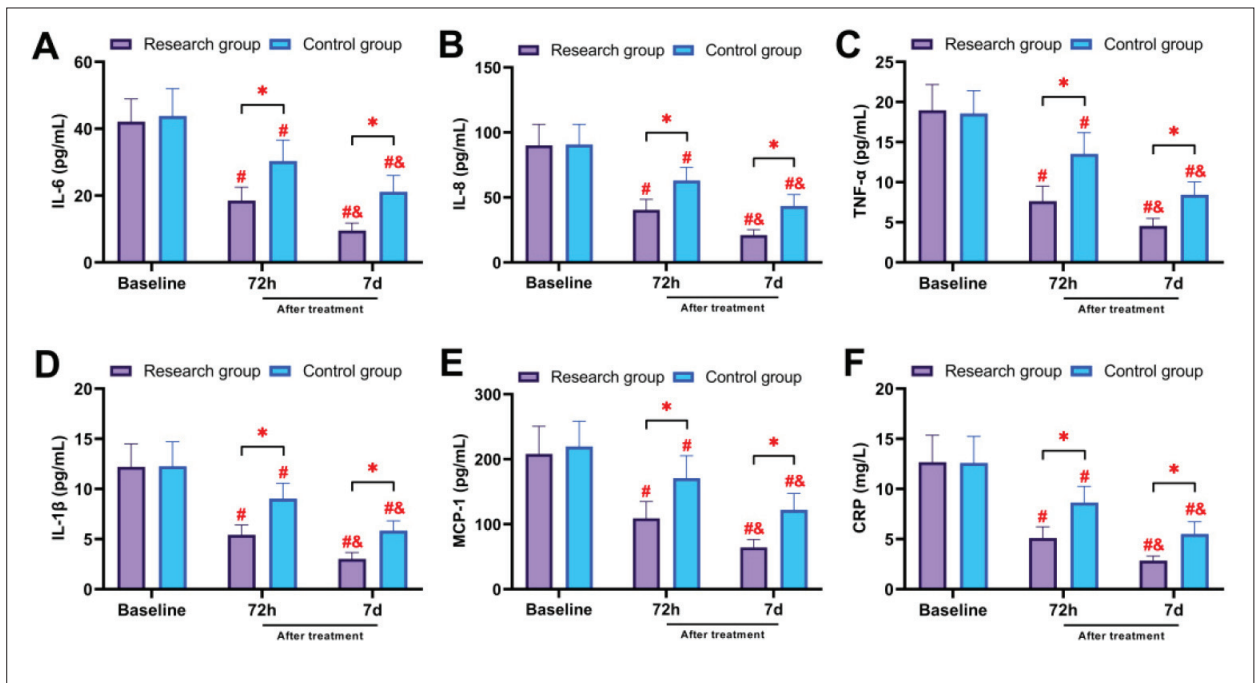 A
Research group Control group
IL-6 (pg/mL)
60
40
20
0
*
*
#
#
#&
#&
Baseline 72h 7d
After treatment
B
Research group Control group
IL-8 (pg/mL)
150
100
50
0
*
*
#
#
#&
#&
Baseline 72h 7d
After treatment
C
Research group Control group
TNF-α (pg/mL)
25
20
15
10
5
0
*
*
#
#
#&
#&
Baseline 72h 7d
After treatment
D
Research group Control group
IL-1β (pg/mL)
20
15
10
5
0
*
*
#
#
#&
#&
Baseline 72h 7d
After treatment
E
Research group Control group
MCP-1 (pg/mL)
300
200
100
0
*
*
#
#
#&
#&
Baseline 72h 7d
After treatment
F
Research group Control group
CRP (mg/L)
20
15
10
5
0
*
*
#
#
#&
#&
Baseline 72h 7d
After treatment